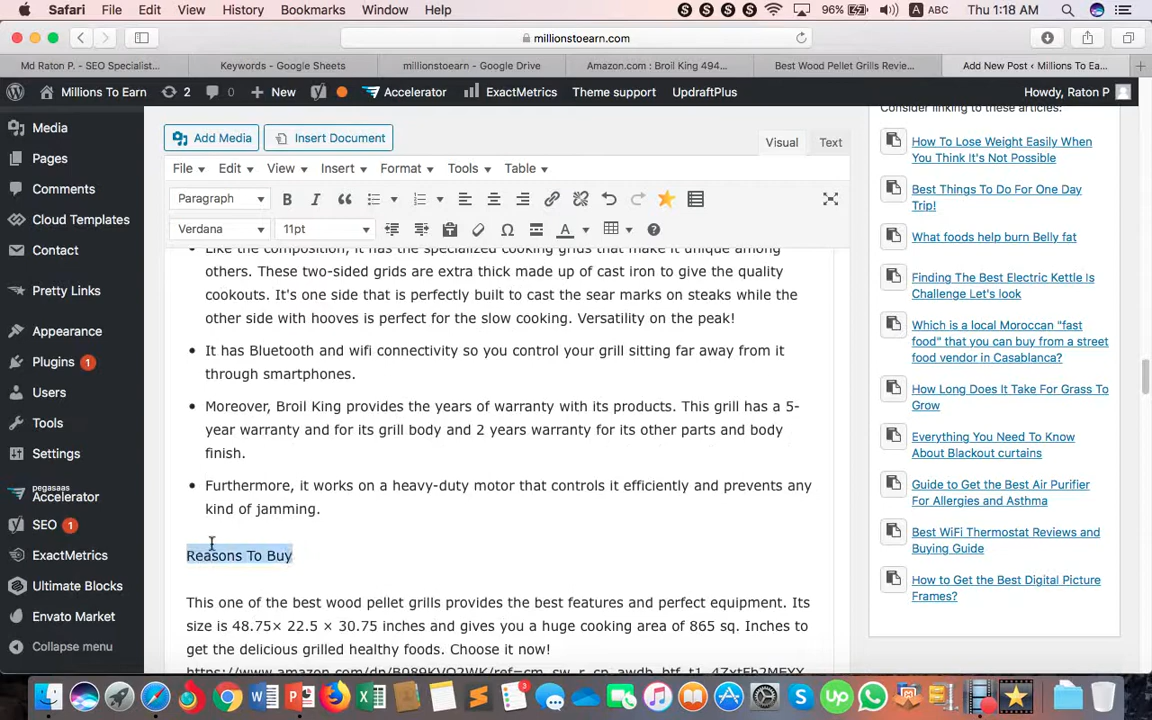 Safari File Edit View History Bookmarks Window Help 96% ABC Thu 1:18 AM
millionstoearn.com
Md Raton P. - SEO Specialist... Keywords – Google Sheets millionstoearn – Google Drive Amazon.com : Broil King 494... Best Wood Pellet Grills Revie... Add New Post ‹ Millions To Ea...
Millions To Earn 2 0 New Accelerator ExactMetrics Theme support UpdraftPlus Howdy, Raton P
Media
Pages
Comments
Cloud Templates
Contact
Pretty Links
Appearance
Plugins 1
Users
Tools
Settings
pegasaas
Accelerator
SEO 1
ExactMetrics
Ultimate Blocks
Envato Market
Collapse menu
Add Media Insert Document
Visual Text
File Edit View Insert Format Tools Table
Paragraph B I
Verdana 11pt A
Like the composition, it has the specialized cooking grids that make it unique among
others. These two-sided grids are extra thick made up of cast iron to give the quality
cookouts. It's one side that is perfectly built to cast the sear marks on steaks while the
other side with hooves is perfect for the slow cooking. Versatility on the peak!
It has Bluetooth and wifi connectivity so you control your grill sitting far away from it
through smartphones.
Moreover, Broil King provides the years of warranty with its products. This grill has a 5-
year warranty and for its grill body and 2 years warranty for its other parts and body
finish.
Furthermore, it works on a heavy-duty motor that controls it efficiently and prevents any
kind of jamming.
Reasons To Buy
This one of the best wood pellet grills provides the best features and perfect equipment. Its
size is 48.75× 22.5 × 30.75 inches and gives you a huge cooking area of 865 sq. Inches to
get the delicious grilled healthy foods. Choose it now!
Consider linking to these articles:
How To Lose Weight Easily When
You Think It's Not Possible
Best Things To Do For One Day
Trip!
What foods help burn Belly fat
Finding The Best Electric Kettle Is
Challenge Let's look
Which is a local Moroccan "fast
food" that you can buy from a street
food vendor in Casablanca?
How Long Does It Take For Grass To
Grow
Everything You Need To Know
About Blackout curtains
Guide to Get the Best Air Purifier
For Allergies and Asthma
Best WiFi Thermostat Reviews and
Buying Guide
How to Get the Best Digital Picture
Frames?